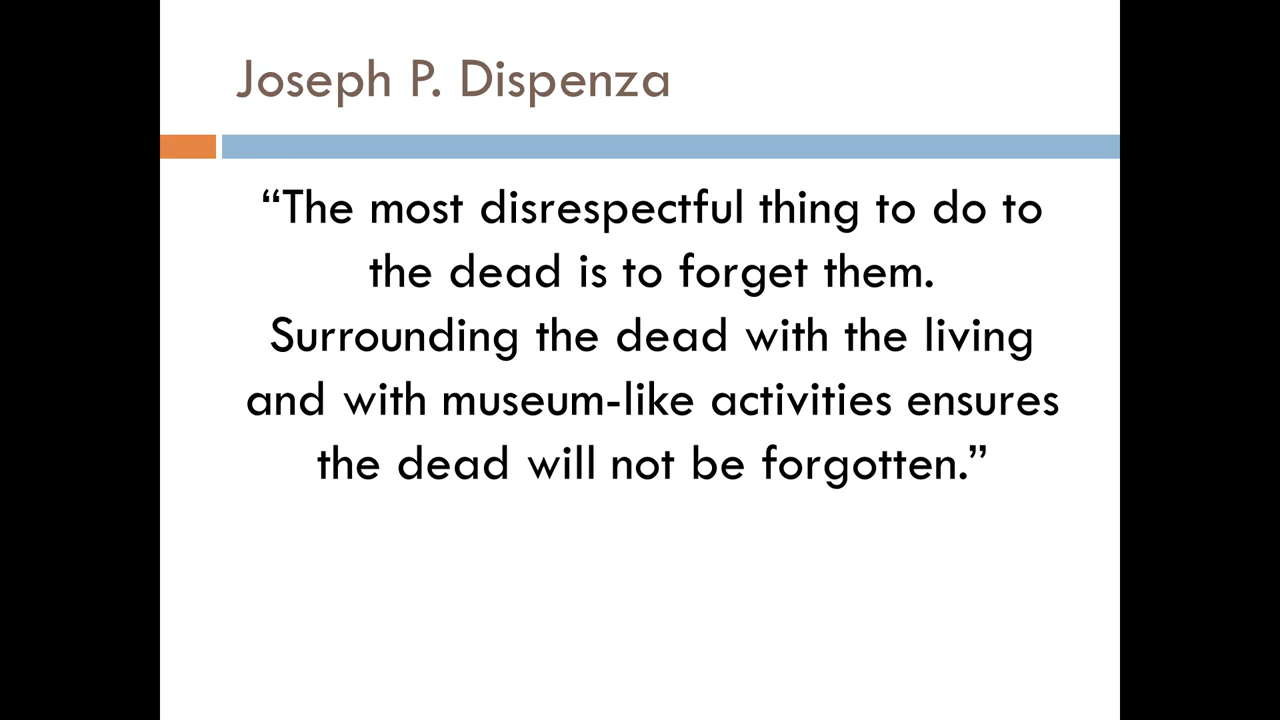 Joseph P. Dispenza
“The most disrespectful thing to do to
the dead is to forget them.
Surrounding the dead with the living
and with museum-like activities ensures
the dead will not be forgotten.”